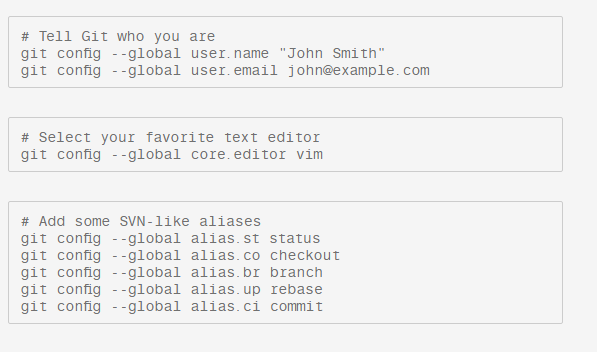 # Tell Git who you are
git config --global user.name "John Smith"
git config --global user.email john@example.com
# Select your favorite text editor
git config --global core.editor vim
# Add some SVN-like aliases
git config --global alias.st status
git config --global alias.co checkout
git config --global alias.br branch
git config --global alias.up rebase
git config --global alias.ci commit